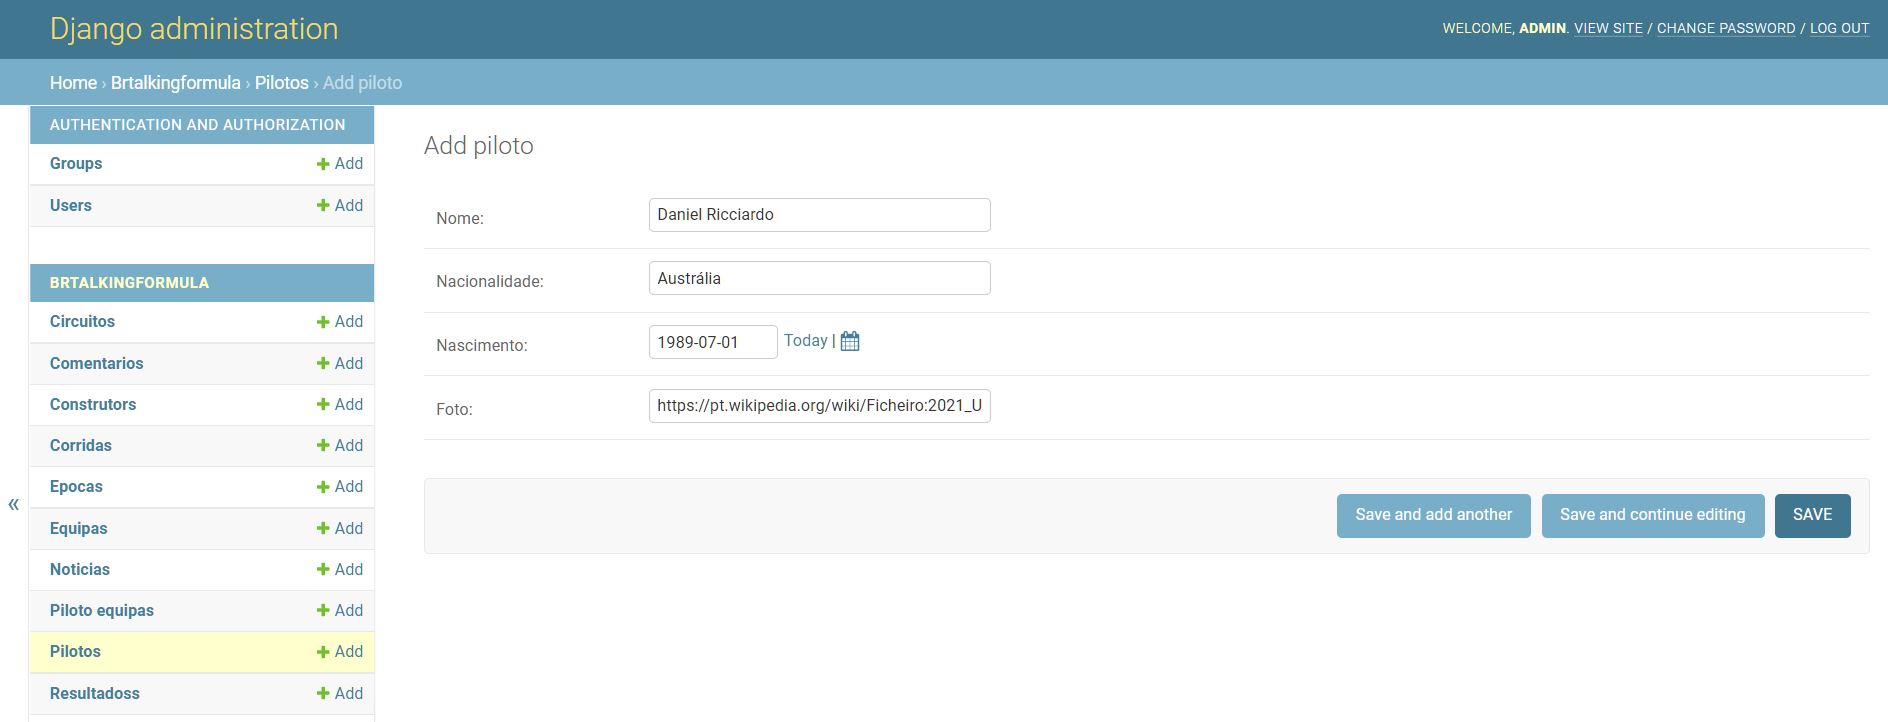 Django administration
WELCOME, ADMIN. VIEW SITE / CHANGE PASSWORD / LOG OUT
Home › Brtalkingformula › Pilotos › Add piloto
AUTHENTICATION AND AUTHORIZATION
Groups Add
Users Add
BRTALKINGFORMULA
Circuitos Add
Comentarios Add
Construtors Add
Corridas Add
Epocas Add
Equipas Add
Noticias Add
Piloto equipas Add
Pilotos Add
Resultadoss Add
«
Add piloto
Nome: Daniel Ricciardo
Nacionalidade: Austrália
Nascimento: 1989-07-01 Today |
Foto: https://pt.wikipedia.org/wiki/Ficheiro:2021_U
Save and add another Save and continue editing SAVE